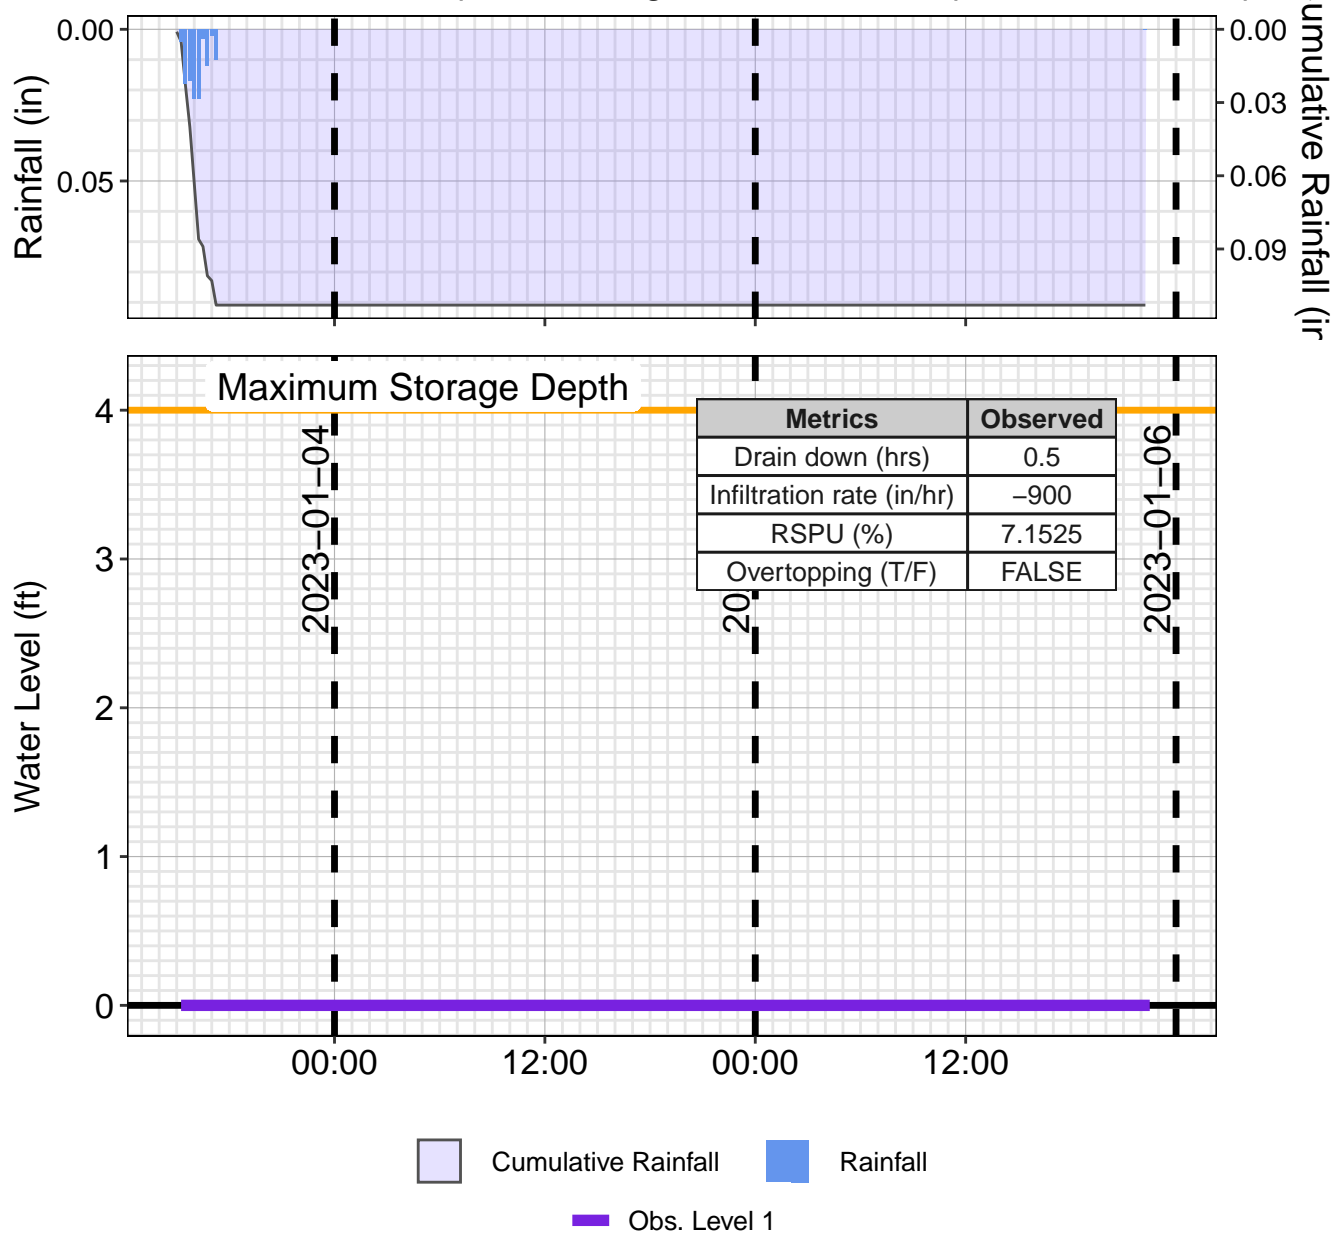 0.00
0.05
Rainfall (in)
0.00
0.03
0.06
0.09
umulative Rainfall (in
Maximum Storage Depth
4
3
2
1
0
Water Level (ft)
2023–01–04
20
2023–01–06
Metrics Observed
Drain down (hrs) 0.5
Infiltration rate (in/hr) –900
RSPU (%) 7.1525
Overtopping (T/F) FALSE
00:00 12:00 00:00 12:00
Cumulative Rainfall Rainfall
Obs. Level 1